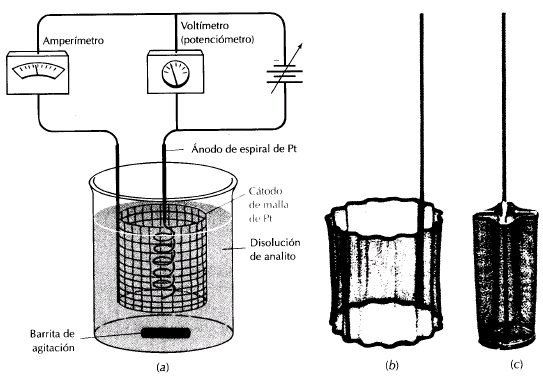 Amperímetro
Voltímetro
(potenciómetro)
Ánodo de espiral de Pt
Cátodo
de malla
de Pt
Disolución
de analito
Barrita de
agitación
(a)
(b)
(c)